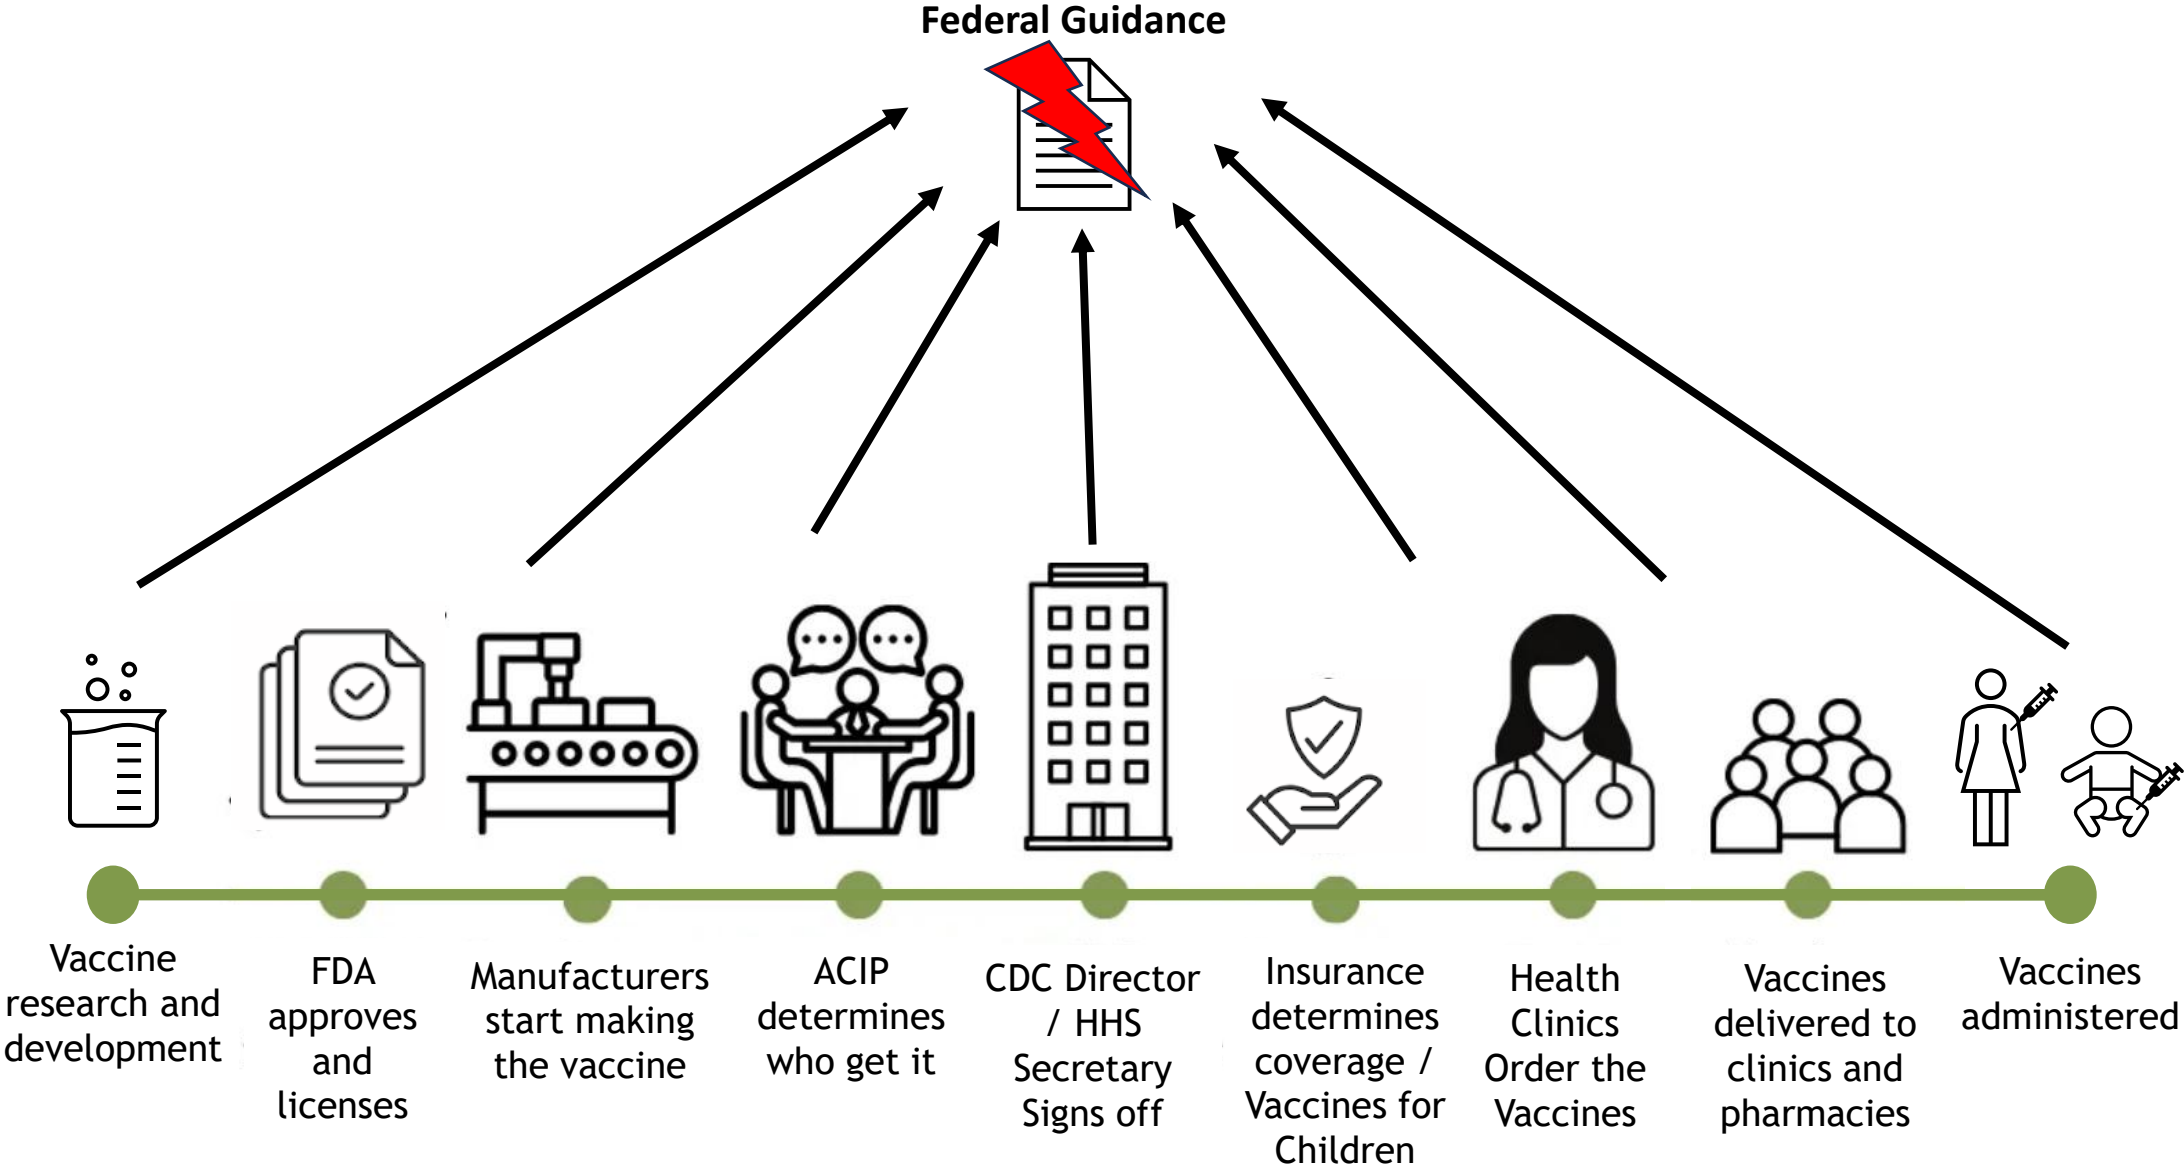 Federal Guidance
Vaccine
research and
development
FDA
approves
and
licenses
Manufacturers
start making
the vaccine
ACIP
determines
who get it
CDC Director
/ HHS
Secretary
Signs off
Insurance
determines
coverage /
Vaccines for
Children
Health
Clinics
Order the
Vaccines
Vaccines
delivered to
clinics and
pharmacies
Vaccines
administered